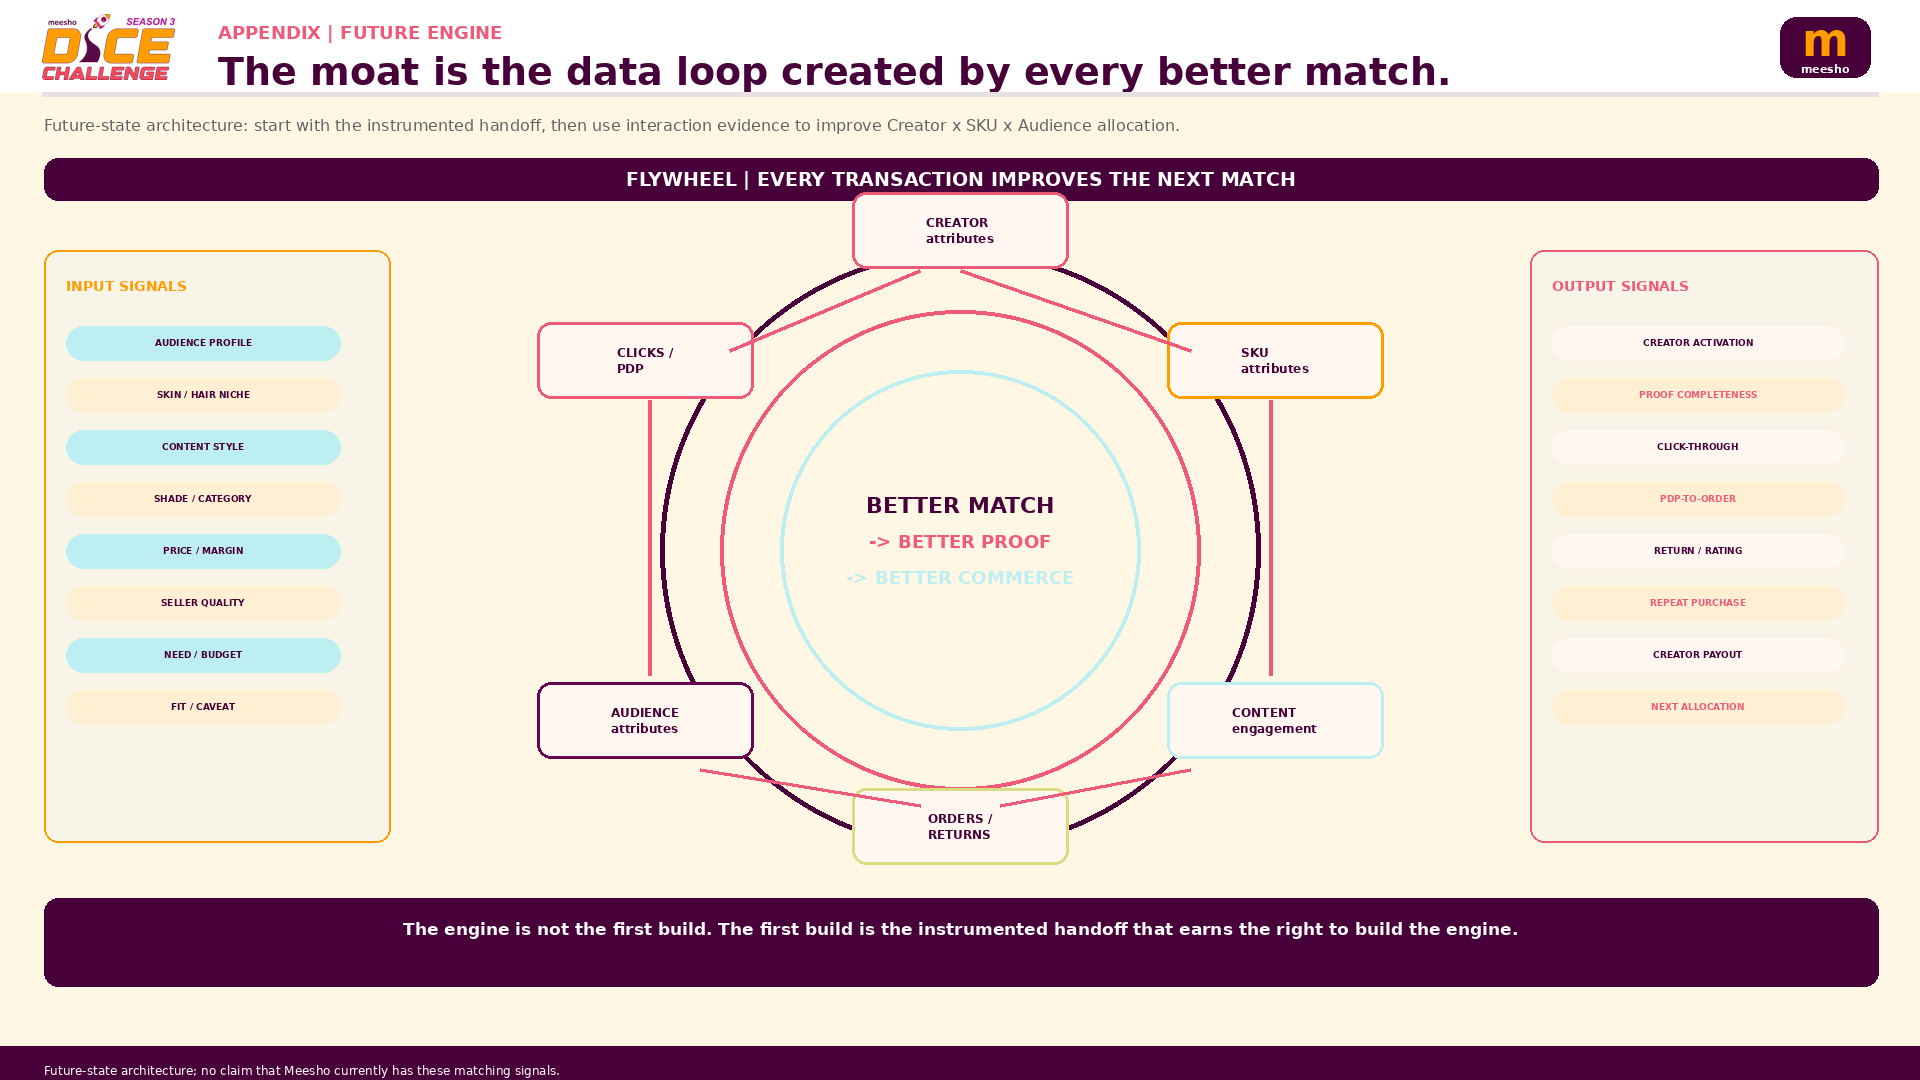 meesho
SEASON 3
DICE
CHALLENGE
APPENDIX | FUTURE ENGINE
The moat is the data loop created by every better match.
m
meesho
Future-state architecture: start with the instrumented handoff, then use interaction evidence to improve Creator x SKU x Audience allocation.
FLYWHEEL | EVERY TRANSACTION IMPROVES THE NEXT MATCH
INPUT SIGNALS
AUDIENCE PROFILE
SKIN / HAIR NICHE
CONTENT STYLE
SHADE / CATEGORY
PRICE / MARGIN
SELLER QUALITY
NEED / BUDGET
FIT / CAVEAT
CREATOR
attributes
CLICKS /
PDP
SKU
attributes
BETTER MATCH
-> BETTER PROOF
-> BETTER COMMERCE
AUDIENCE
attributes
CONTENT
engagement
ORDERS /
RETURNS
OUTPUT SIGNALS
CREATOR ACTIVATION
PROOF COMPLETENESS
CLICK-THROUGH
PDP-TO-ORDER
RETURN / RATING
REPEAT PURCHASE
CREATOR PAYOUT
NEXT ALLOCATION
The engine is not the first build. The first build is the instrumented handoff that earns the right to build the engine.
Future-state architecture; no claim that Meesho currently has these matching signals.